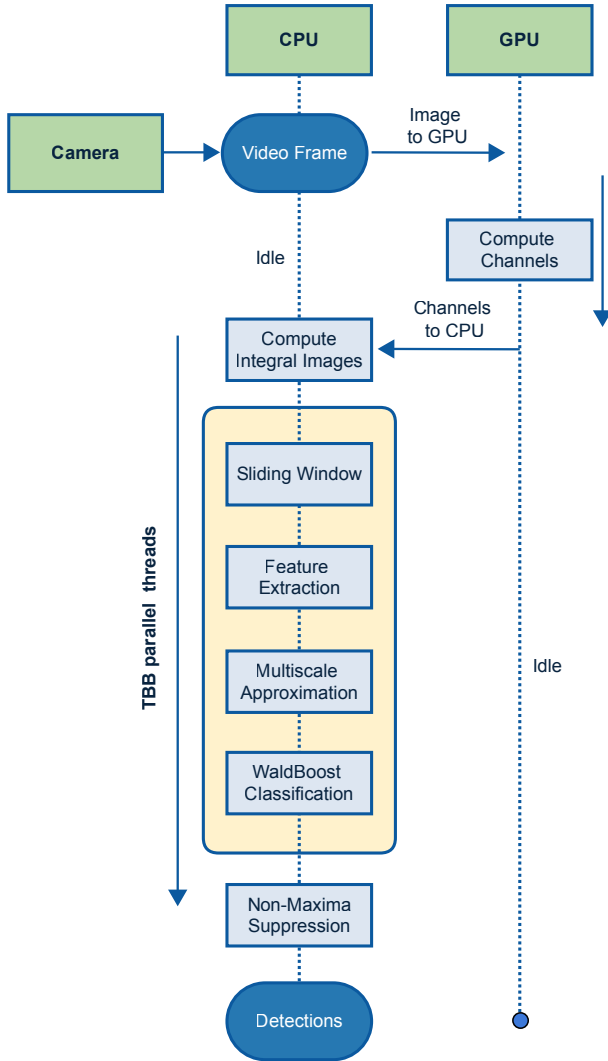 CPU
GPU
Camera
Video Frame
Image
to GPU
Idle
Compute
Channels
Channels
to CPU
Compute
Integral Images
Sliding Window
Feature
Extraction
TBB parallel threads
Multiscale
Approximation
Idle
WaldBoost
Classification
Non-Maxima
Suppression
Detections